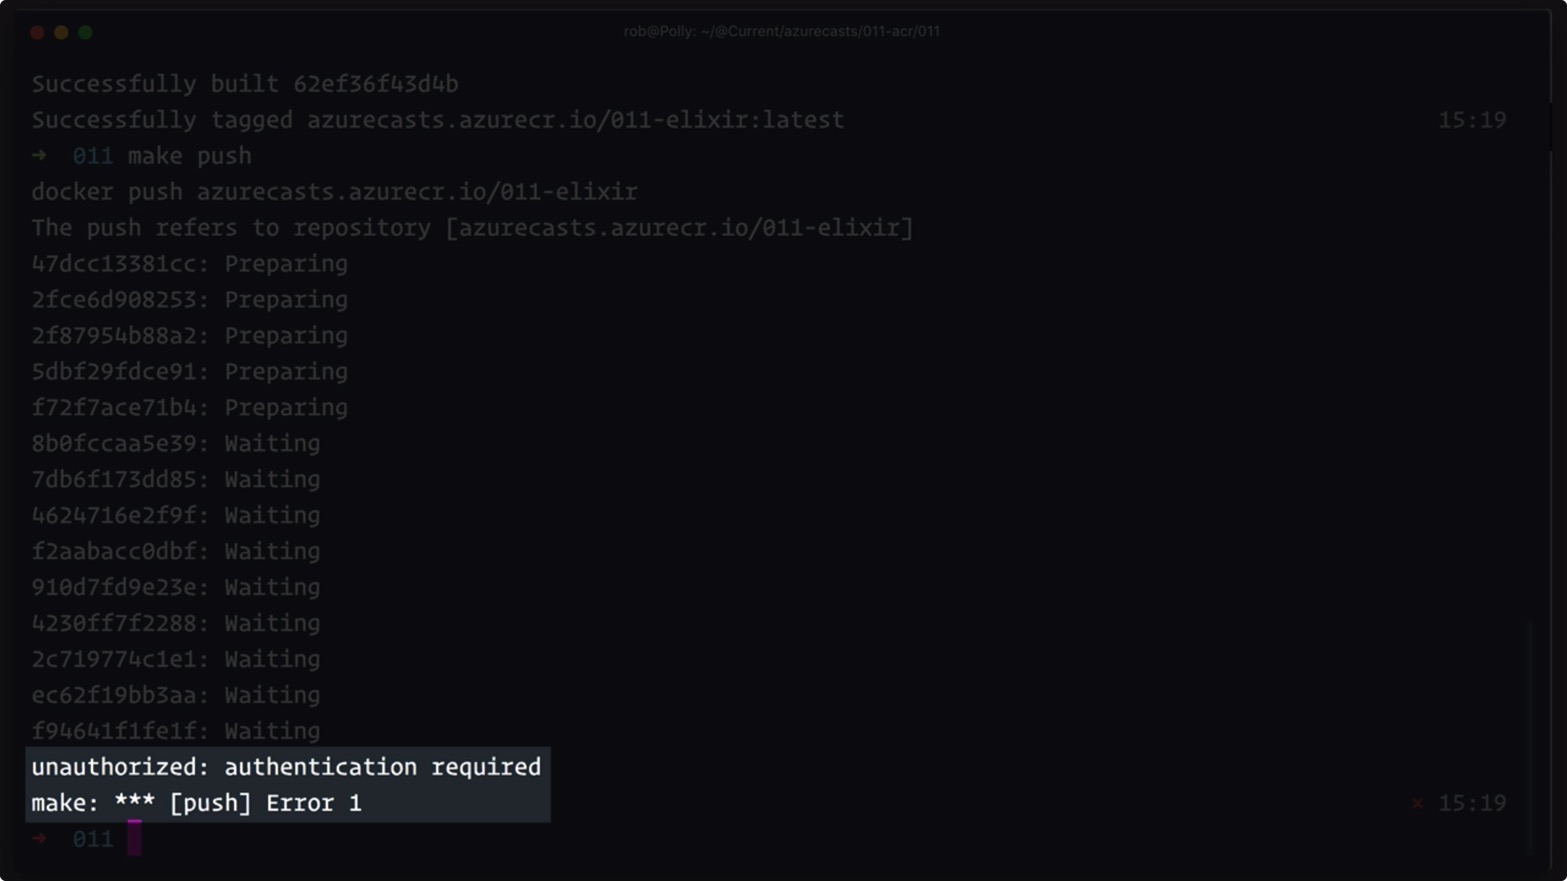 rob@Polly: ~/@Current/azurecasts/011-acr/011
Successfully built 62ef36f43d4b
Successfully tagged azurecasts.azurecr.io/011-elixir:latest 15:19
➜ 011 make push
docker push azurecasts.azurecr.io/011-elixir
The push refers to repository [azurecasts.azurecr.io/011-elixir]
47dcc13381cc: Preparing
2fce6d908253: Preparing
2f87954b88a2: Preparing
5dbf29fdce91: Preparing
f72f7ace71b4: Preparing
8b0fccaa5e39: Waiting
7db6f173dd85: Waiting
4624716e2f9f: Waiting
f2aabacc0dbf: Waiting
910d7fd9e23e: Waiting
4230ff7f2288: Waiting
2c719774c1e1: Waiting
ec62f19bb3aa: Waiting
f94641f1fe1f: Waiting
unauthorized: authentication required
make: *** [push] Error 1 × 15:19
➜ 011